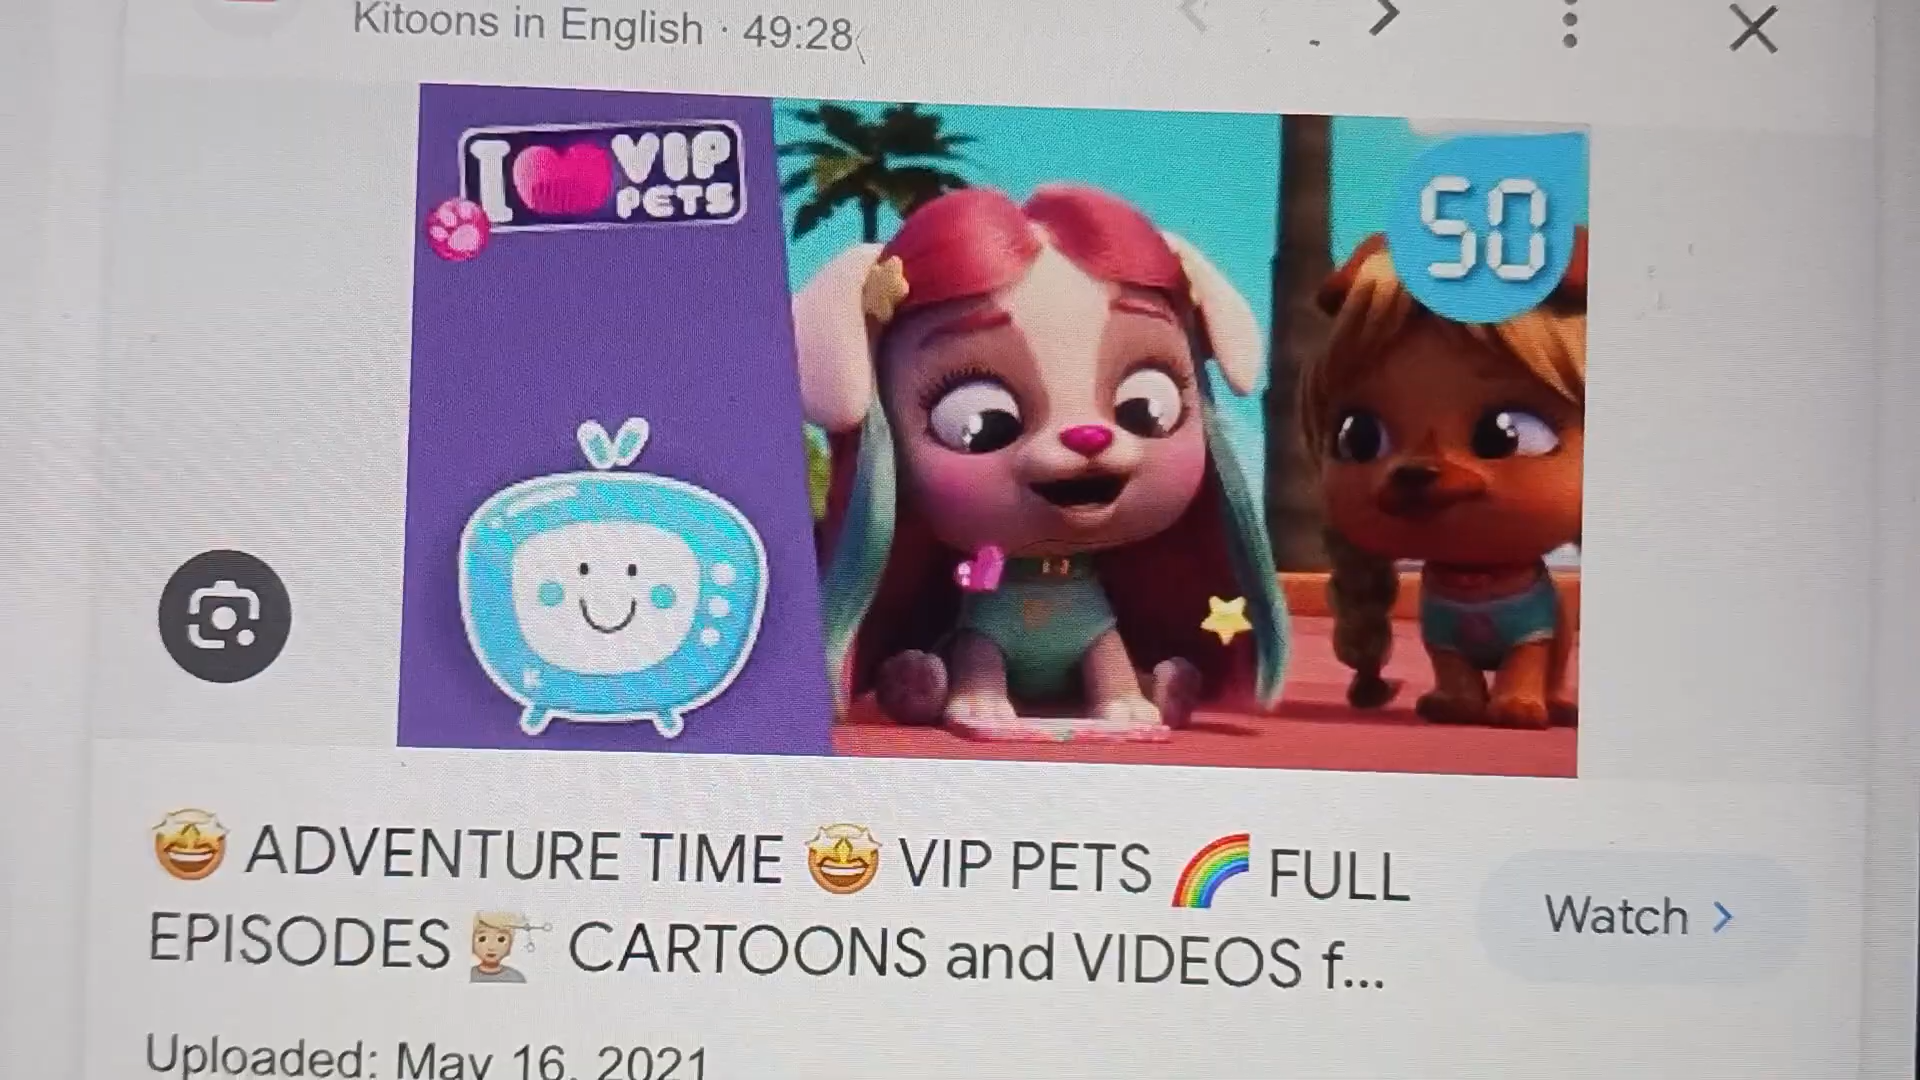 Kitoons in English · 49:28
I VIP
PETS
50
🤩 ADVENTURE TIME 🤩 VIP PETS 🌈 FULL
EPISODES 💇🏼 CARTOONS and VIDEOS f...
Watch >
Uploaded: May 16, 2021